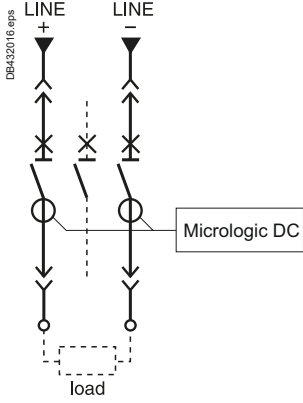 LINE LINE
+ −
DB432016.eps
Micrologic DC
load